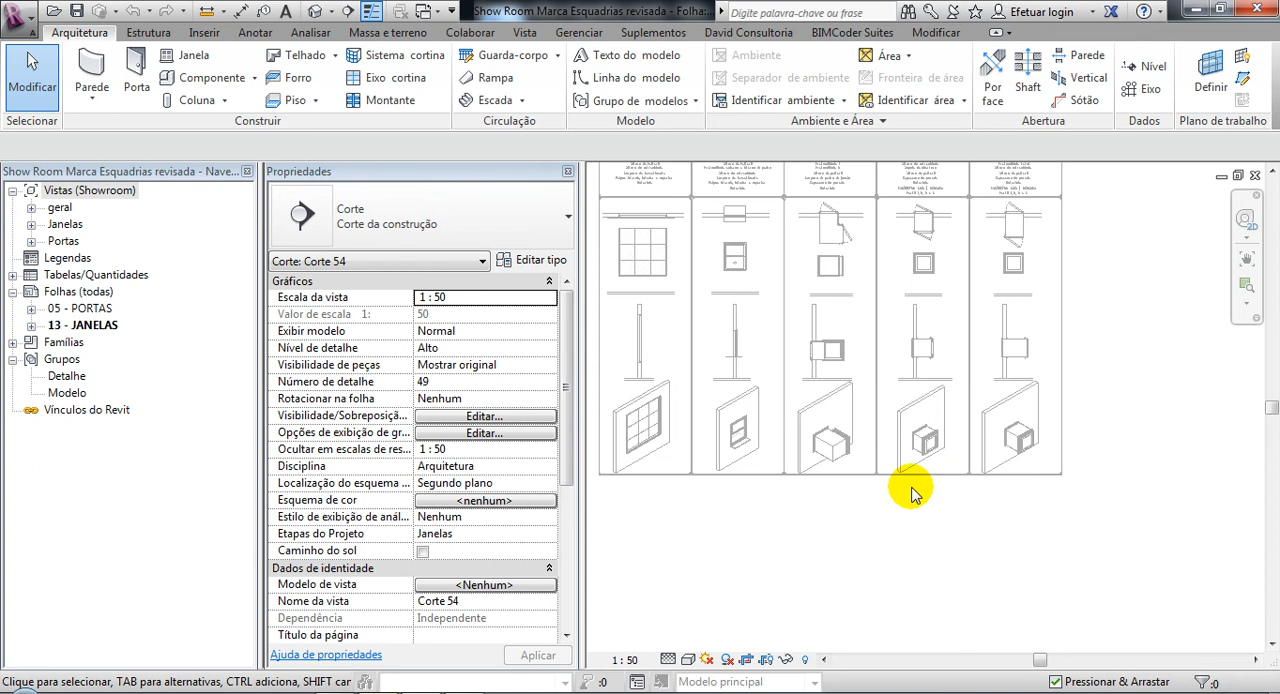 Show Room Marca Esquadrias revisada - Folha:...
Digite palavra-chave ou frase
Efetuar login
Arquitetura Estrutura Inserir Anotar Analisar Massa e terreno Colaborar Vista Gerenciar Suplementos David Consultoria BIMCoder Suites Modificar
Modificar
Parede
Porta
Janela
Componente
Coluna
Telhado
Forro
Piso
Sistema cortina
Eixo cortina
Montante
Guarda-corpo
Rampa
Escada
Texto do modelo
Linha do modelo
Grupo de modelos
Ambiente
Separador de ambiente
Identificar ambiente
Área
Fronteira de área
Identificar área
Por face
Shaft
Parede
Vertical
Sótão
Nível
Eixo
Definir
Selecionar Construir Circulação Modelo Ambiente e Área Abertura Dados Plano de trabalho
Show Room Marca Esquadrias revisada - Nave...
Vistas (Showroom)
geral
Janelas
Portas
Legendas
Tabelas/Quantidades
Folhas (todas)
05 - PORTAS
13 - JANELAS
Famílias
Grupos
Detalhe
Modelo
Vínculos do Revit
Propriedades
Corte
Corte da construção
Corte: Corte 54 Editar tipo
Gráficos
Escala da vista 1 : 50
Valor de escala 1: 50
Exibir modelo Normal
Nível de detalhe Alto
Visibilidade de peças Mostrar original
Número de detalhe 49
Rotacionar na folha Nenhum
Visibilidade/Sobreposiçã... Editar...
Opções de exibição de gr... Editar...
Ocultar em escalas de res... 1 : 50
Disciplina Arquitetura
Localização do esquema ... Segundo plano
Esquema de cor <nenhum>
Estilo de exibição de anál... Nenhum
Etapas do Projeto Janelas
Caminho do sol
Dados de identidade
Modelo de vista <Nenhum>
Nome da vista Corte 54
Dependência Independente
Título da página
Ajuda de propriedades Aplicar
2D
1 : 50
Clique para selecionar, TAB para alternativas, CTRL adiciona, SHIFT car
:0
Modelo principal
Pressionar & Arrastar
:0